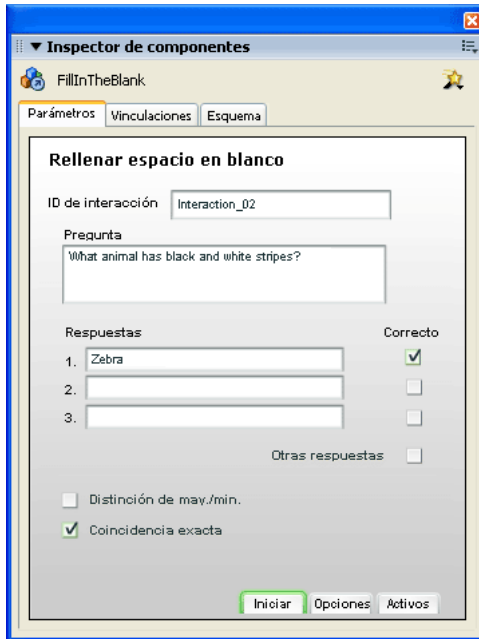 Inspector de componentes
FillInTheBlank
Parámetros Vinculaciones Esquema
Rellenar espacio en blanco
ID de interacción Interaction_02
Pregunta
What animal has black and white stripes?
Respuestas Correcto
1. Zebra
2.
3.
Otras respuestas
Distinción de may./min.
Coincidencia exacta
Iniciar Opciones Activos